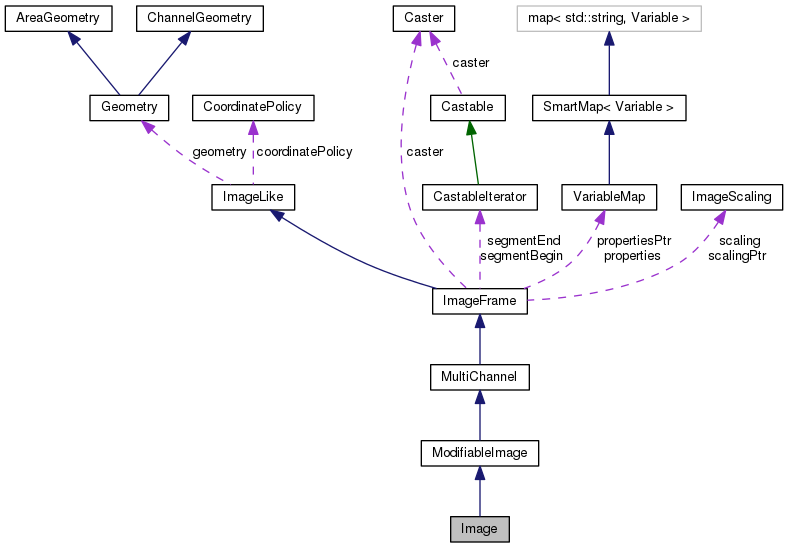 AreaGeometry
ChannelGeometry
Caster
map< std::string, Variable >
caster
Geometry
CoordinatePolicy
Castable
SmartMap< Variable >
geometry
coordinatePolicy
caster
ImageLike
CastableIterator
VariableMap
ImageScaling
segmentEnd
segmentBegin
propertiesPtr
properties
scaling
scalingPtr
ImageFrame
MultiChannel
ModifiableImage
Image